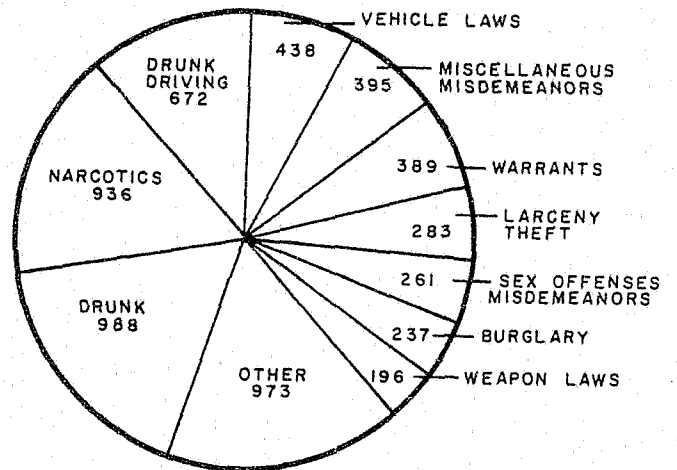 VEHICLE LAWS
438
MISCELLANEOUS
MISDEMEANORS
395
389
WARRANTS
LARCENY
THEFT
283
261
SEX OFFENSES
MISDEMEANORS
237
BURGLARY
196
WEAPON LAWS
OTHER
973
DRUNK
988
NARCOTICS
936
DRUNK
DRIVING
672